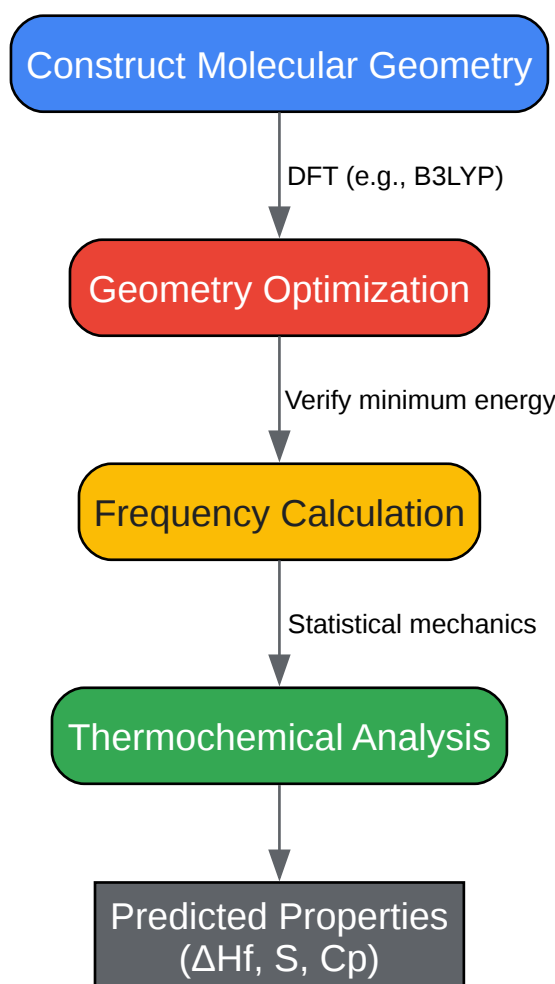 Construct Molecular Geometry
DFT (e.g., B3LYP)
Geometry Optimization
Verify minimum energy
Frequency Calculation
Statistical mechanics
Thermochemical Analysis
Predicted Properties
(ΔHf, S, Cp)